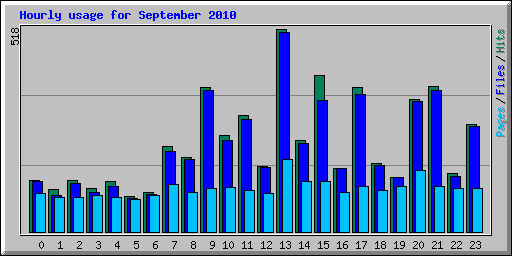 Hourly usage for September 2010
518
Pages / Files / Hits
0 1 2 3 4 5 6 7 8 9 10 11 12 13 14 15 16 17 18 19 20 21 22 23